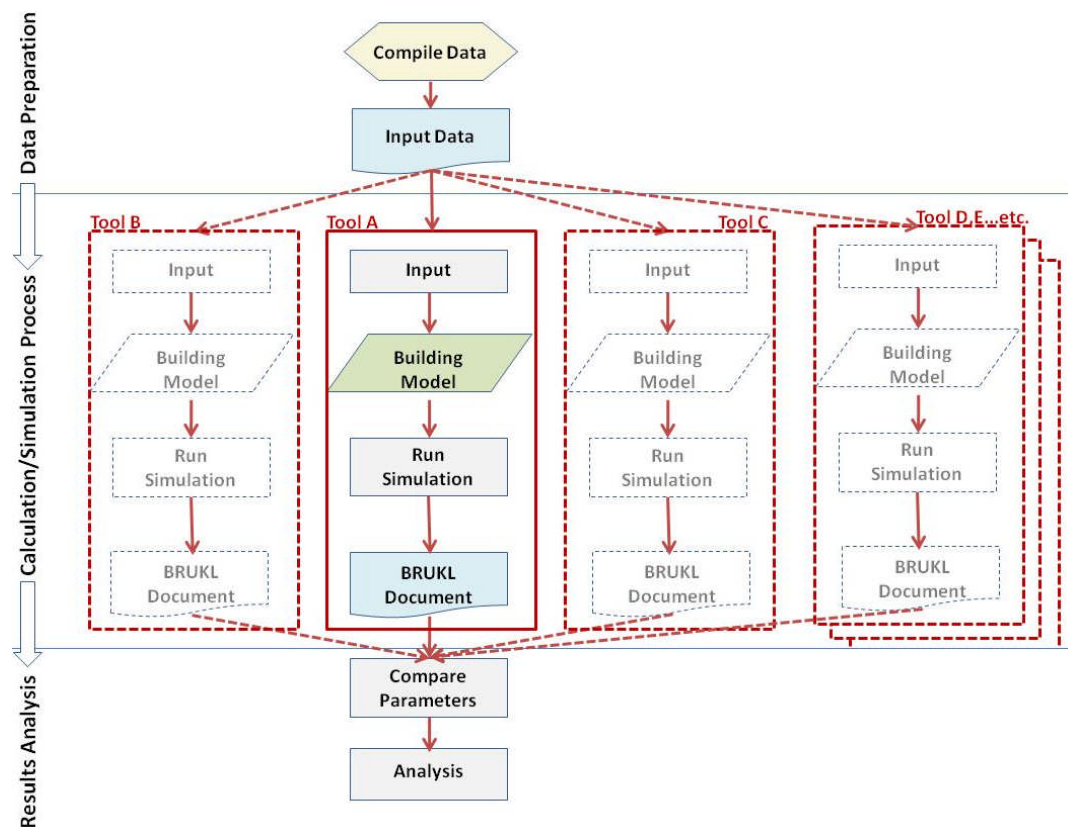 Data Preparation
Compile Data
Input Data
Calculation/Simulation Process
Tool B
Input
Building
Model
Run
Simulation
BRUKL
Document
Tool A
Input
Building
Model
Run
Simulation
BRUKL
Document
Tool C
Input
Building
Model
Run
Simulation
BRUKL
Document
Tool D,E...etc.
Input
Building
Model
Run
Simulation
BRUKL
Document
Results Analysis
Compare
Parameters
Analysis